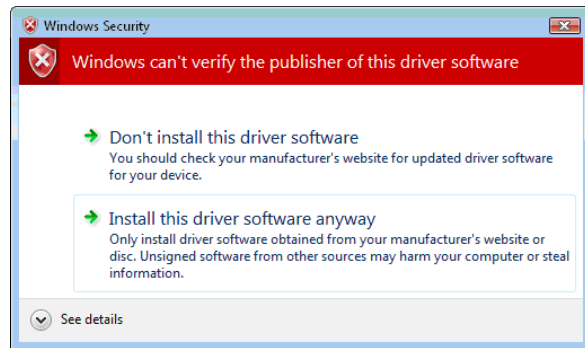 Windows Security
Windows can't verify the publisher of this driver software
Don't install this driver software
You should check your manufacturer's website for updated driver software
for your device.
Install this driver software anyway
Only install driver software obtained from your manufacturer's website or
disc. Unsigned software from other sources may harm your computer or steal
information.
See details